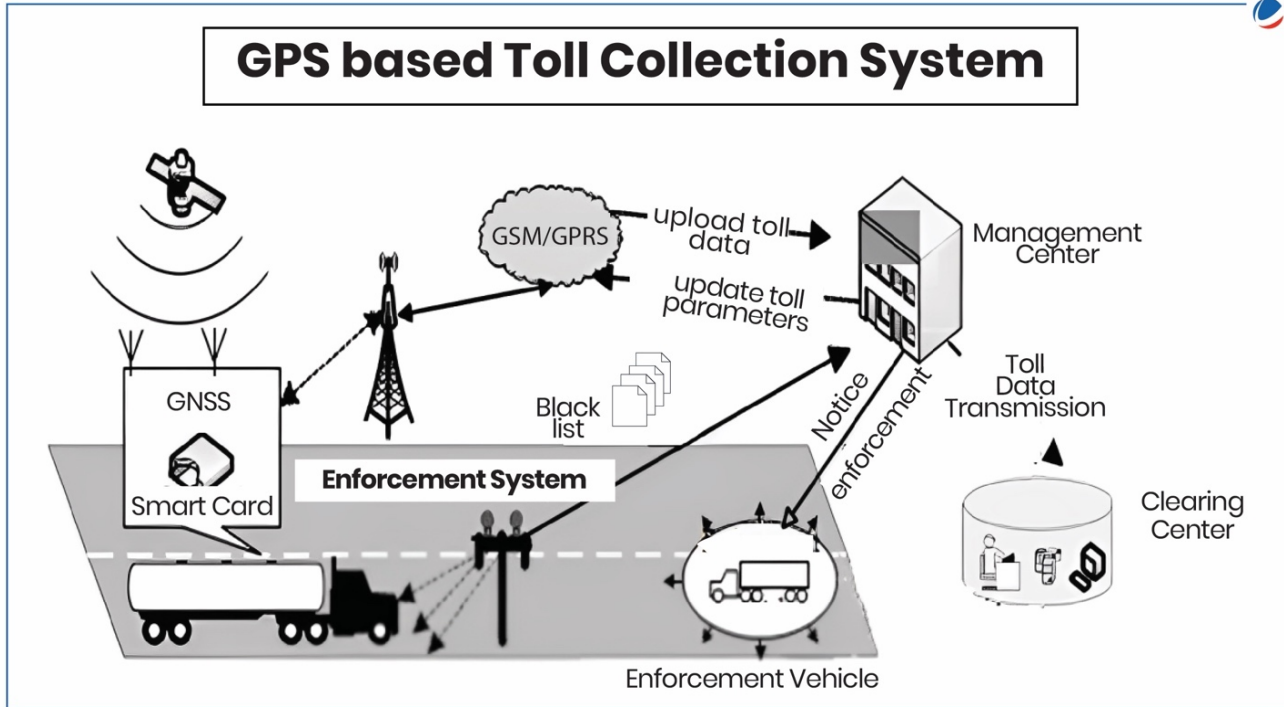 GPS based Toll Collection System
GSM/GPRS
upload toll
data
update toll
parameters
Management
Center
GNSS
Smart Card
Black
list
Notice
enforcement
Toll
Data
Transmission
Enforcement System
Clearing
Center
Enforcement Vehicle